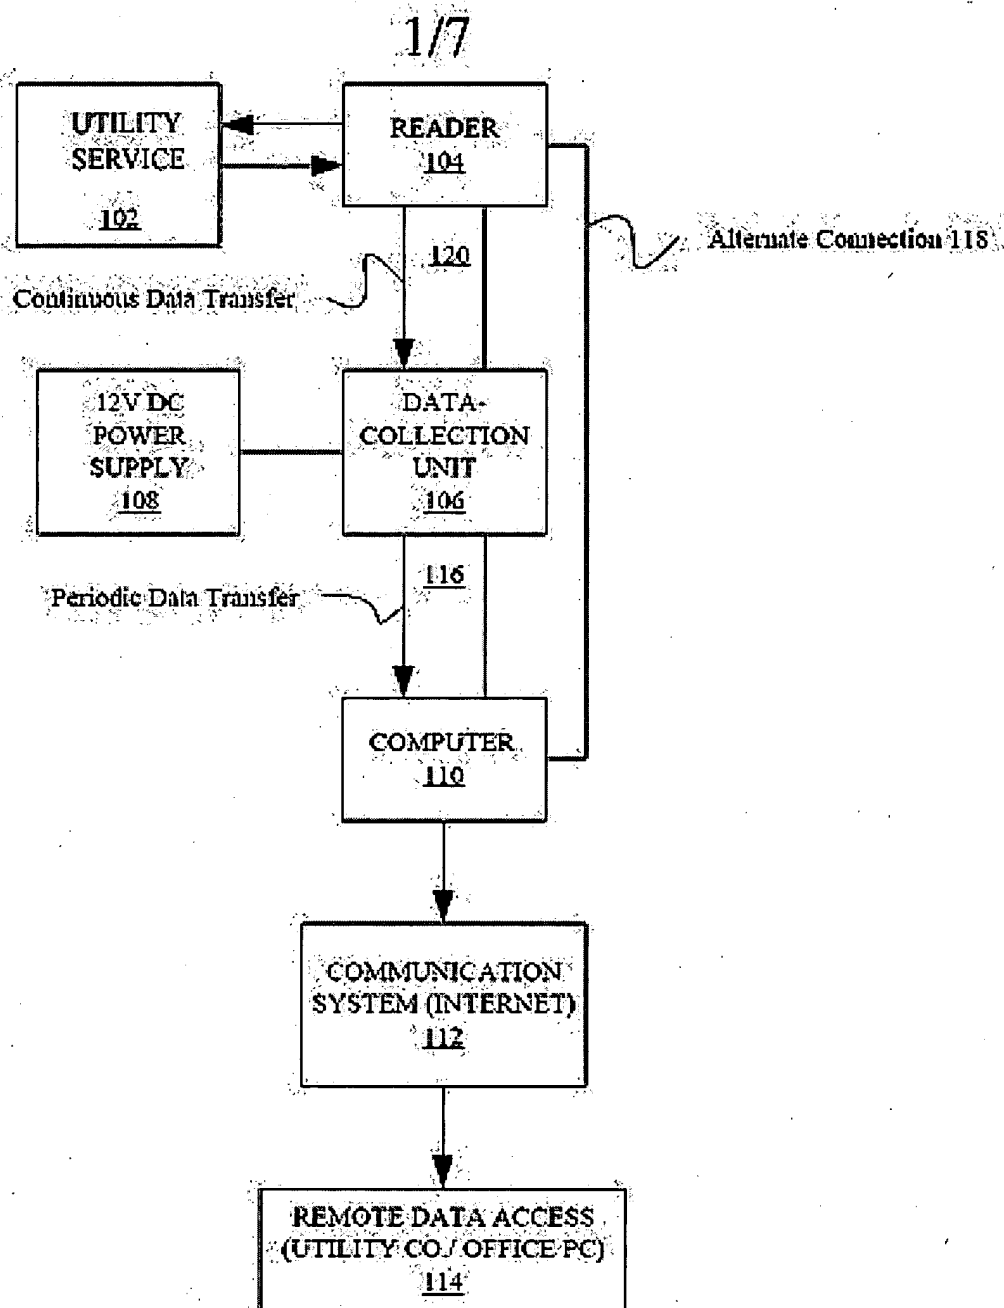 1/7
UTILITY
SERVICE
102
READER
104
Alternate Connection 118
120
Continuous Data Transfer
12V DC
POWER
SUPPLY
108
DATA-
COLLECTION
UNIT
106
116
Periodic Data Transfer
COMPUTER
110
COMMUNICATION
SYSTEM (INTERNET)
112
REMOTE DATA ACCESS
(UTILITY CO./ OFFICE PC)
114